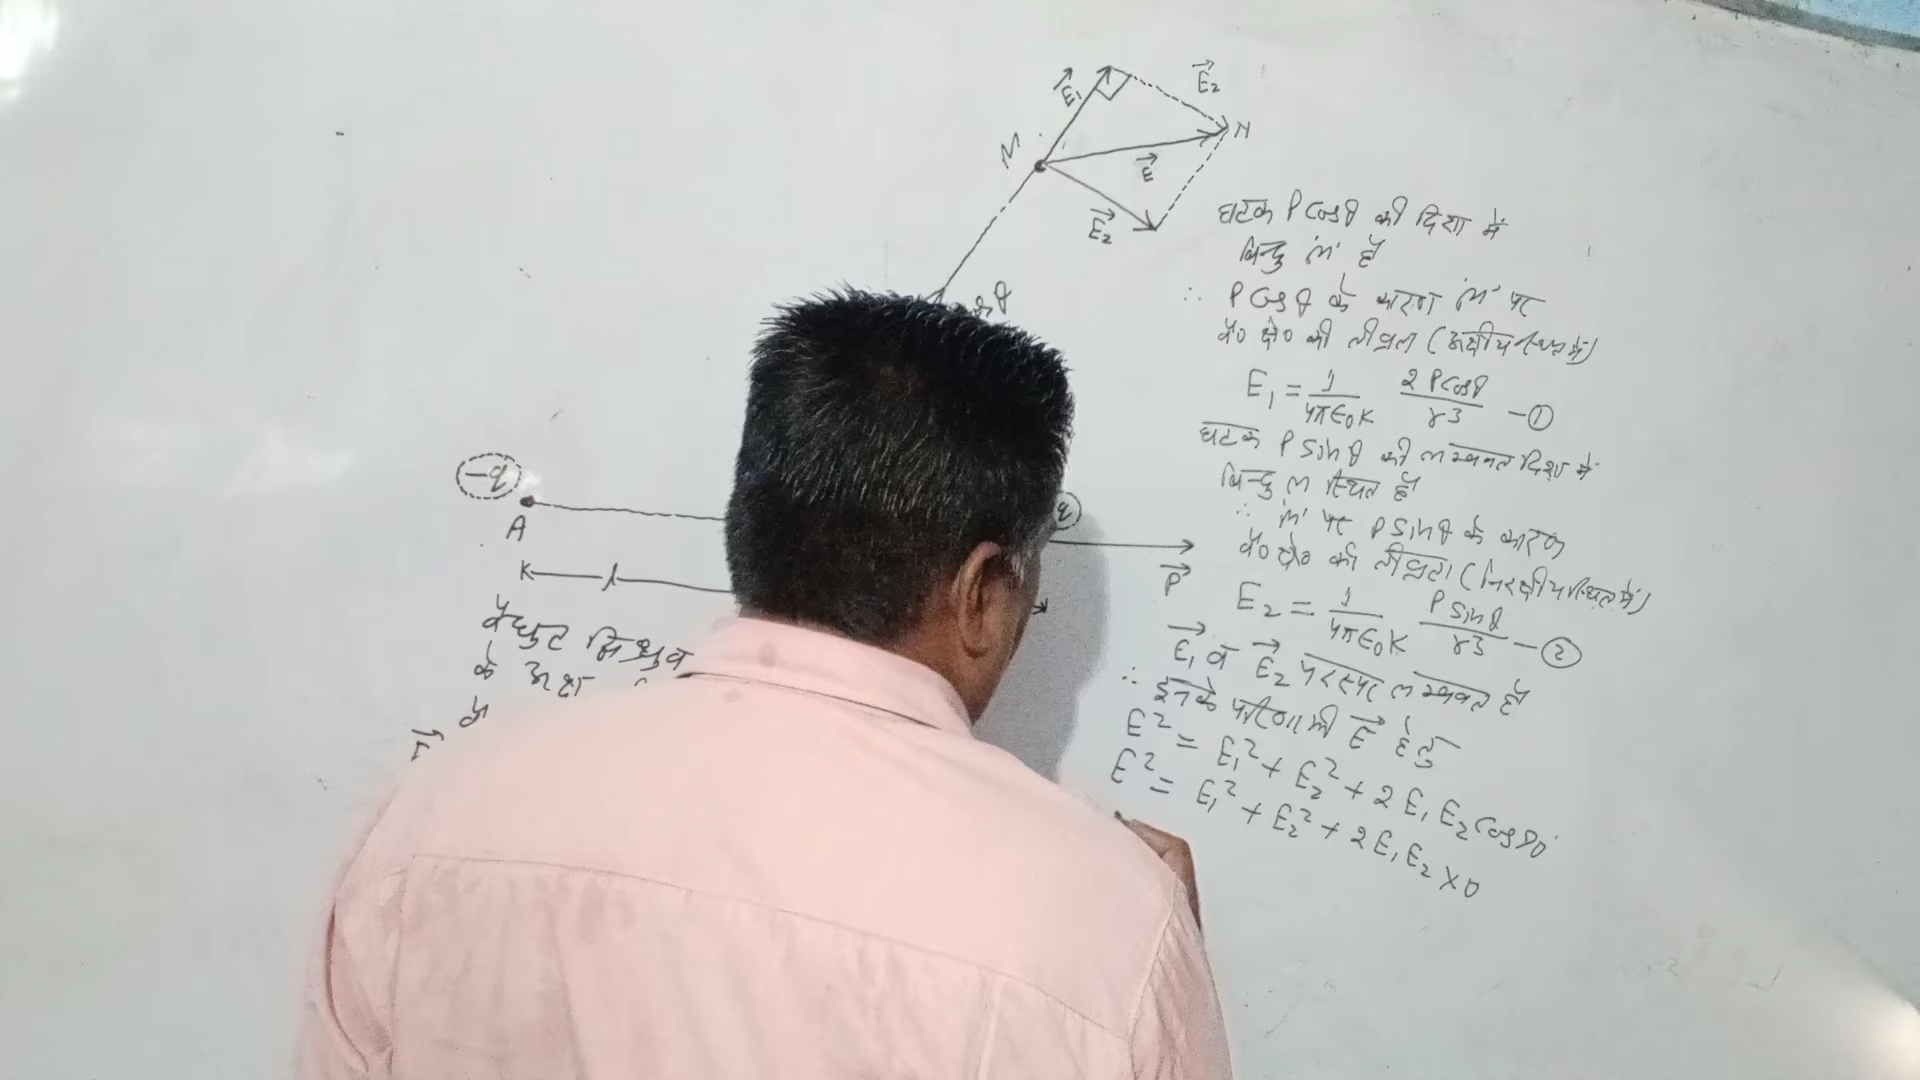 E₁
E₂
N
M
E
E₂
घटक P cosθ की दिशा में
बिन्दु 'M' है
∴ P cosθ के कारण 'M' पर
वै० क्षे० की तीव्रता (अक्षीय स्थिति में)
E₁ = 1/4πϵ₀K 2Pcosθ/r3 — ①
घटक P sinθ की लम्बवत दिशा में
बिन्दु M स्थित है
∴ 'M' पर P sinθ के कारण
वै० क्षे० की तीव्रता (निरक्षीय स्थिति में)
E₂ = 1/4πϵ₀K P sinθ/r3 — ②
E₁ व E₂ परस्पर लम्बवत है
∴ इनके परिणामी E हेतु
E² = E₁² + E₂² + 2E₁E₂ cos90°
E² = E₁² + E₂² + 2E₁E₂ × 0
-q
A
P
l
वैद्युत द्विध्रुव
के अक्ष